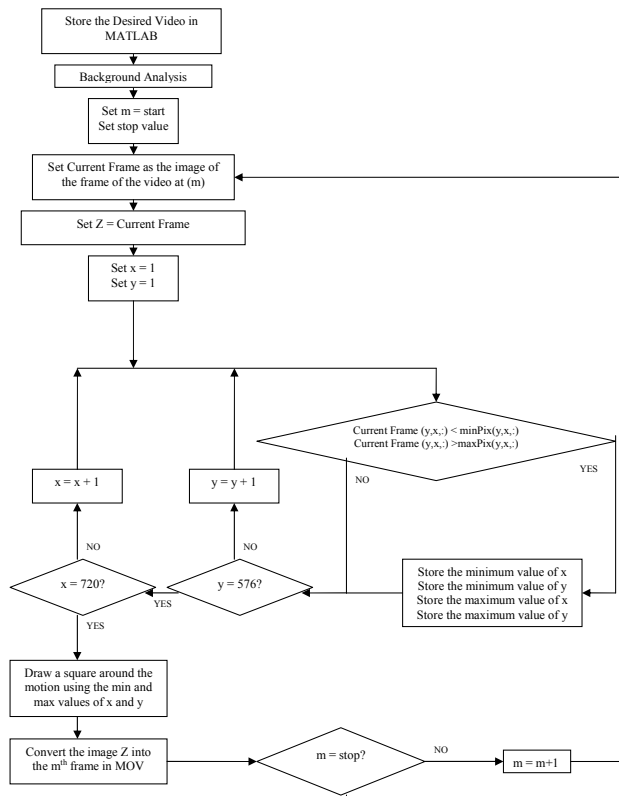 Store the Desired Video in
MATLAB
Background Analysis
Set m = start
Set stop value
Set Current Frame as the image of
the frame of the video at (m)
Set Z = Current Frame
Set x = 1
Set y = 1
Current Frame (y,x,:) < minPix(y,x,:)
Current Frame (y,x,:) >maxPix(y,x,:)
YES
NO
x = x + 1
y = y + 1
NO
NO
x = 720?
y = 576?
YES
YES
Store the minimum value of x
Store the minimum value of y
Store the maximum value of x
Store the maximum value of y
Draw a square around the
motion using the min and
max values of x and y
Convert the image Z into
the mth frame in MOV
m = stop?
NO
m = m+1